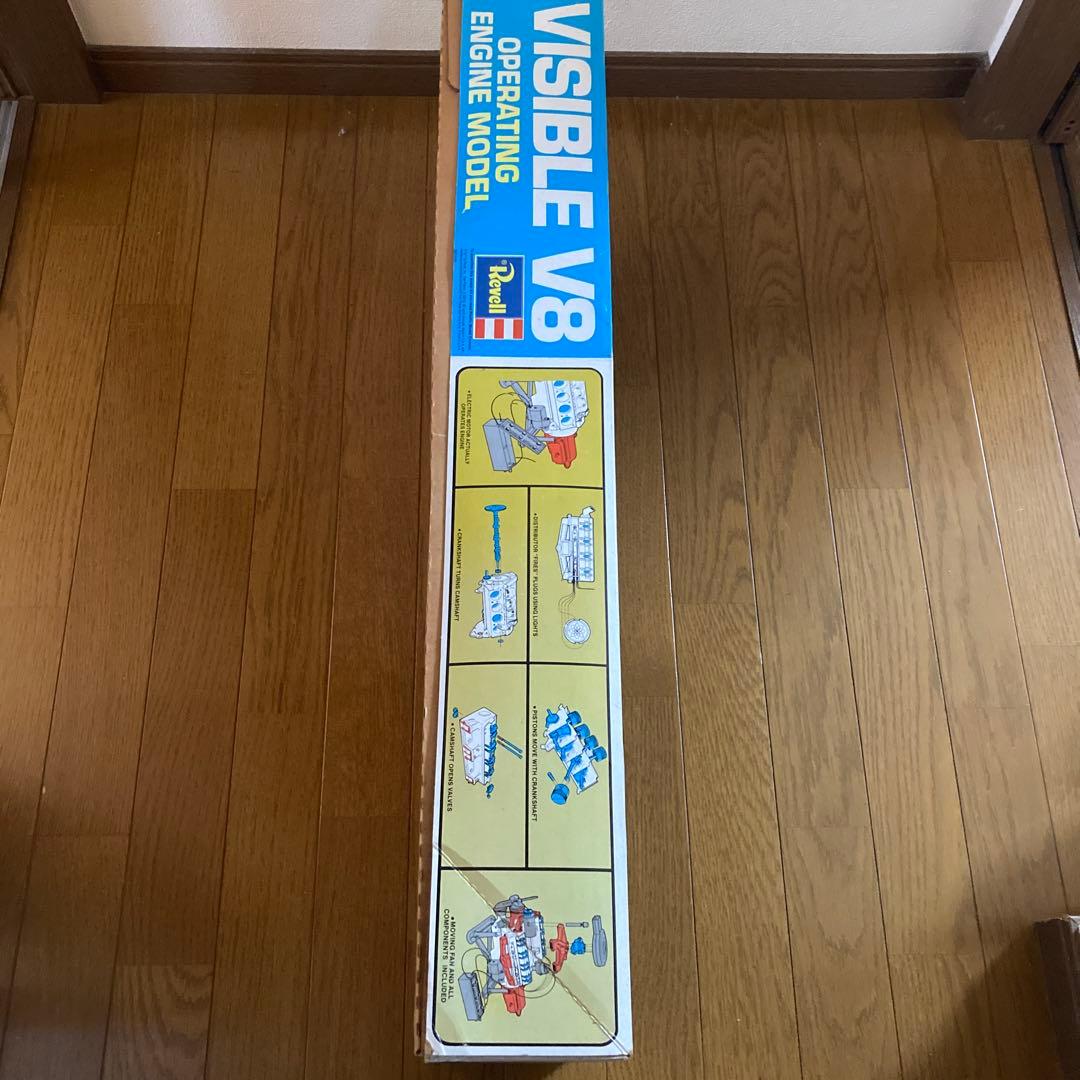 VISIBLE V8
OPERATING
ENGINE MODEL
Revell
®
• ELECTRIC MOTOR ACTUALLY
OPERATES ENGINE
• DISTRIBUTOR "FIRES" PLUGS USING LIGHTS
• CRANKSHAFT TURNS CAMSHAFT
• PISTONS MOVE WITH CRANKSHAFT
• CAMSHAFT OPENS VALVES
• MOVING FAN AND ALL
COMPONENTS INCLUDED